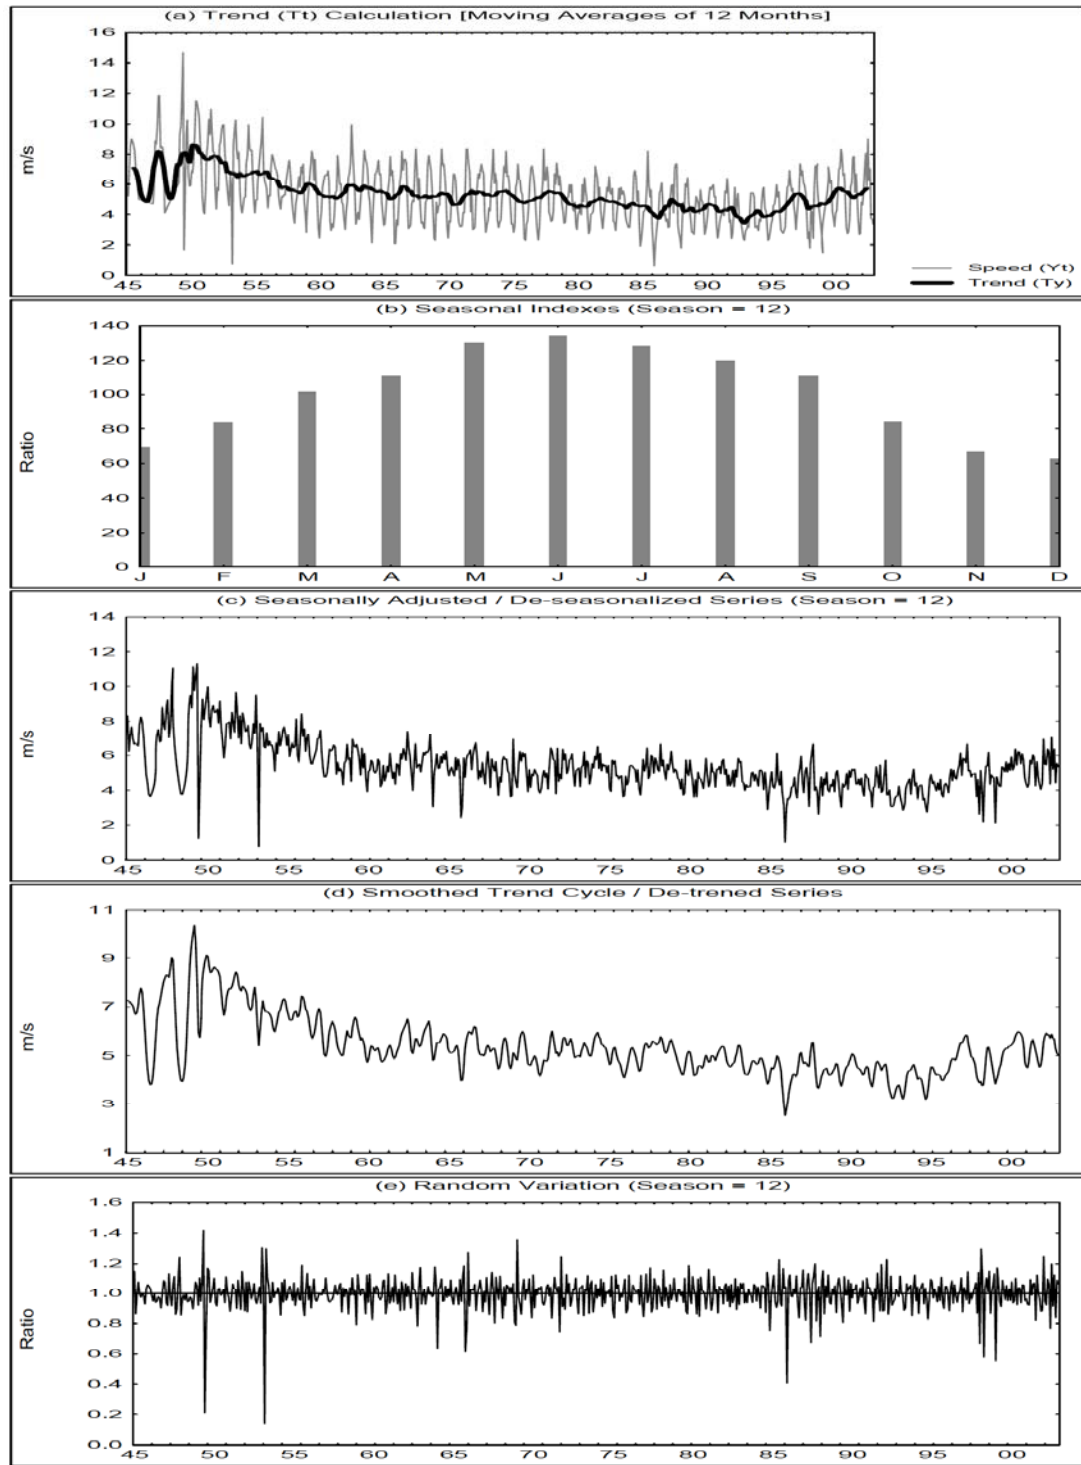 (a) Trend (Tt) Calculation [Moving Averages of 12 Months]
16
14
12
10
8
6
4
2
0
m/s
45 50 55 60 65 70 75 80 85 90 95 00
Speed (Yt)
Trend (Ty)
(b) Seasonal Indexes (Season = 12)
140
120
100
80
60
40
20
0
Ratio
J F M A M J J A S O N D
(c) Seasonally Adjusted / De-seasonalized Series (Season = 12)
14
12
10
8
6
4
2
0
m/s
45 50 55 60 65 70 75 80 85 90 95 00
(d) Smoothed Trend Cycle / De-trened Series
11
9
7
5
3
1
m/s
45 50 55 60 65 70 75 80 85 90 95 00
(e) Random Variation (Season = 12)
1.6
1.4
1.2
1.0
0.8
0.6
0.4
0.2
0.0
Ratio
45 50 55 60 65 70 75 80 85 90 95 00